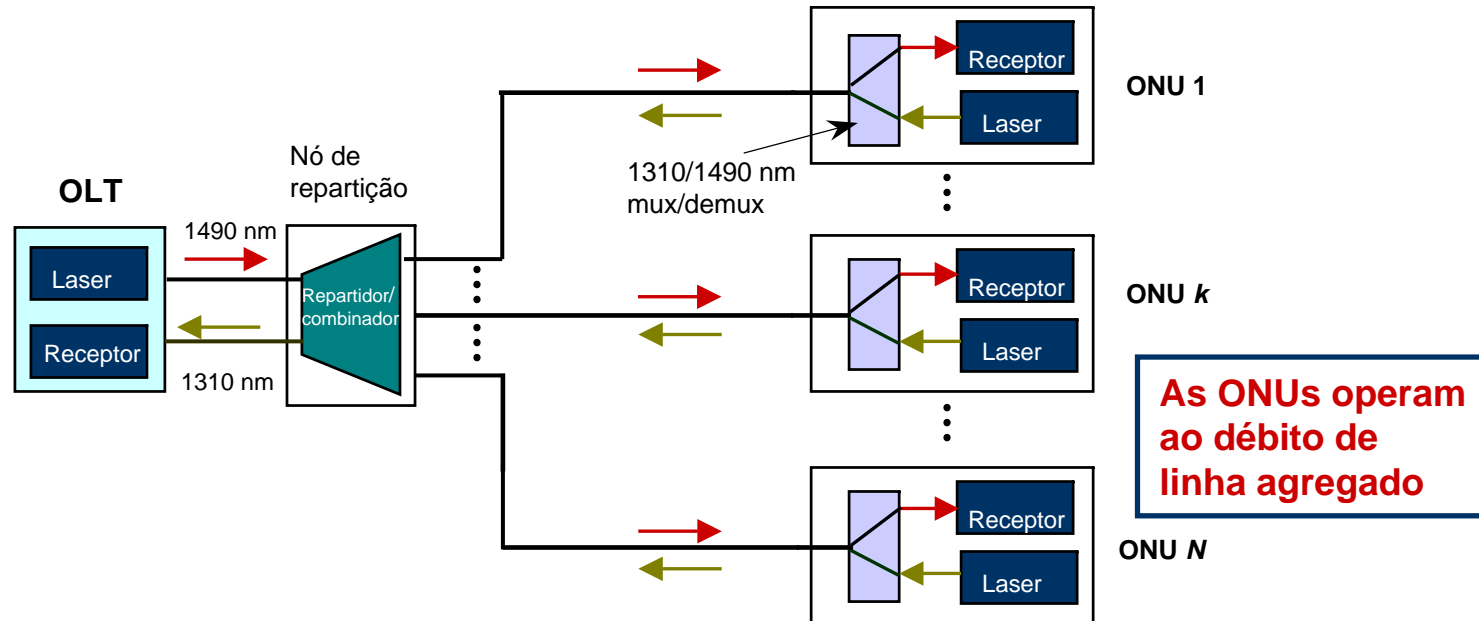 OLT
Laser
Receptor
1490 nm
1310 nm
Nó de
repartição
Repartidor/
combinador
1310/1490 nm
mux/demux
Receptor
Laser
ONU 1
Receptor
Laser
ONU k
Receptor
Laser
ONU N
As ONUs operam
ao débito de
linha agregado